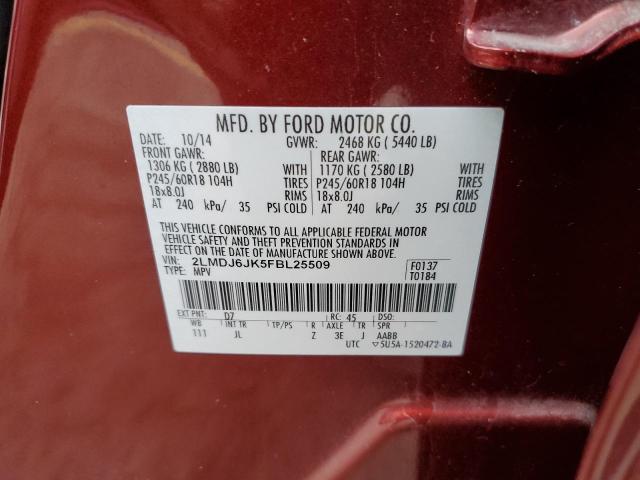 MFD. BY FORD MOTOR CO.
DATE: 10/14 GVWR: 2468 KG ( 5440 LB)
FRONT GAWR: REAR GAWR:
1306 KG ( 2880 LB) WITH 1170 KG ( 2580 LB) WITH
P245/60R18 104H TIRES P245/60R18 104H TIRES
18x8.0J RIMS 18x8.0J RIMS
AT 240 kPa/ 35 PSI COLD AT 240 kPa/ 35 PSI COLD
THIS VEHICLE CONFORMS TO ALL APPLICABLE FEDERAL MOTOR
VEHICLE SAFETY AND THEFT PREVENTION STANDARDS IN
EFFECT ON THE DATE OF MANUFACTURE SHOWN ABOVE.
VIN: 2LMDJ6JK5FBL25509 F0137
TYPE: MPV T0184
EXT PNT: D7 RC: 45 DSO:
WB INT TR TP/PS R AXLE TR SPR
111 JL Z 3E J AABB
UTC ▽5U5A-1520472-BA